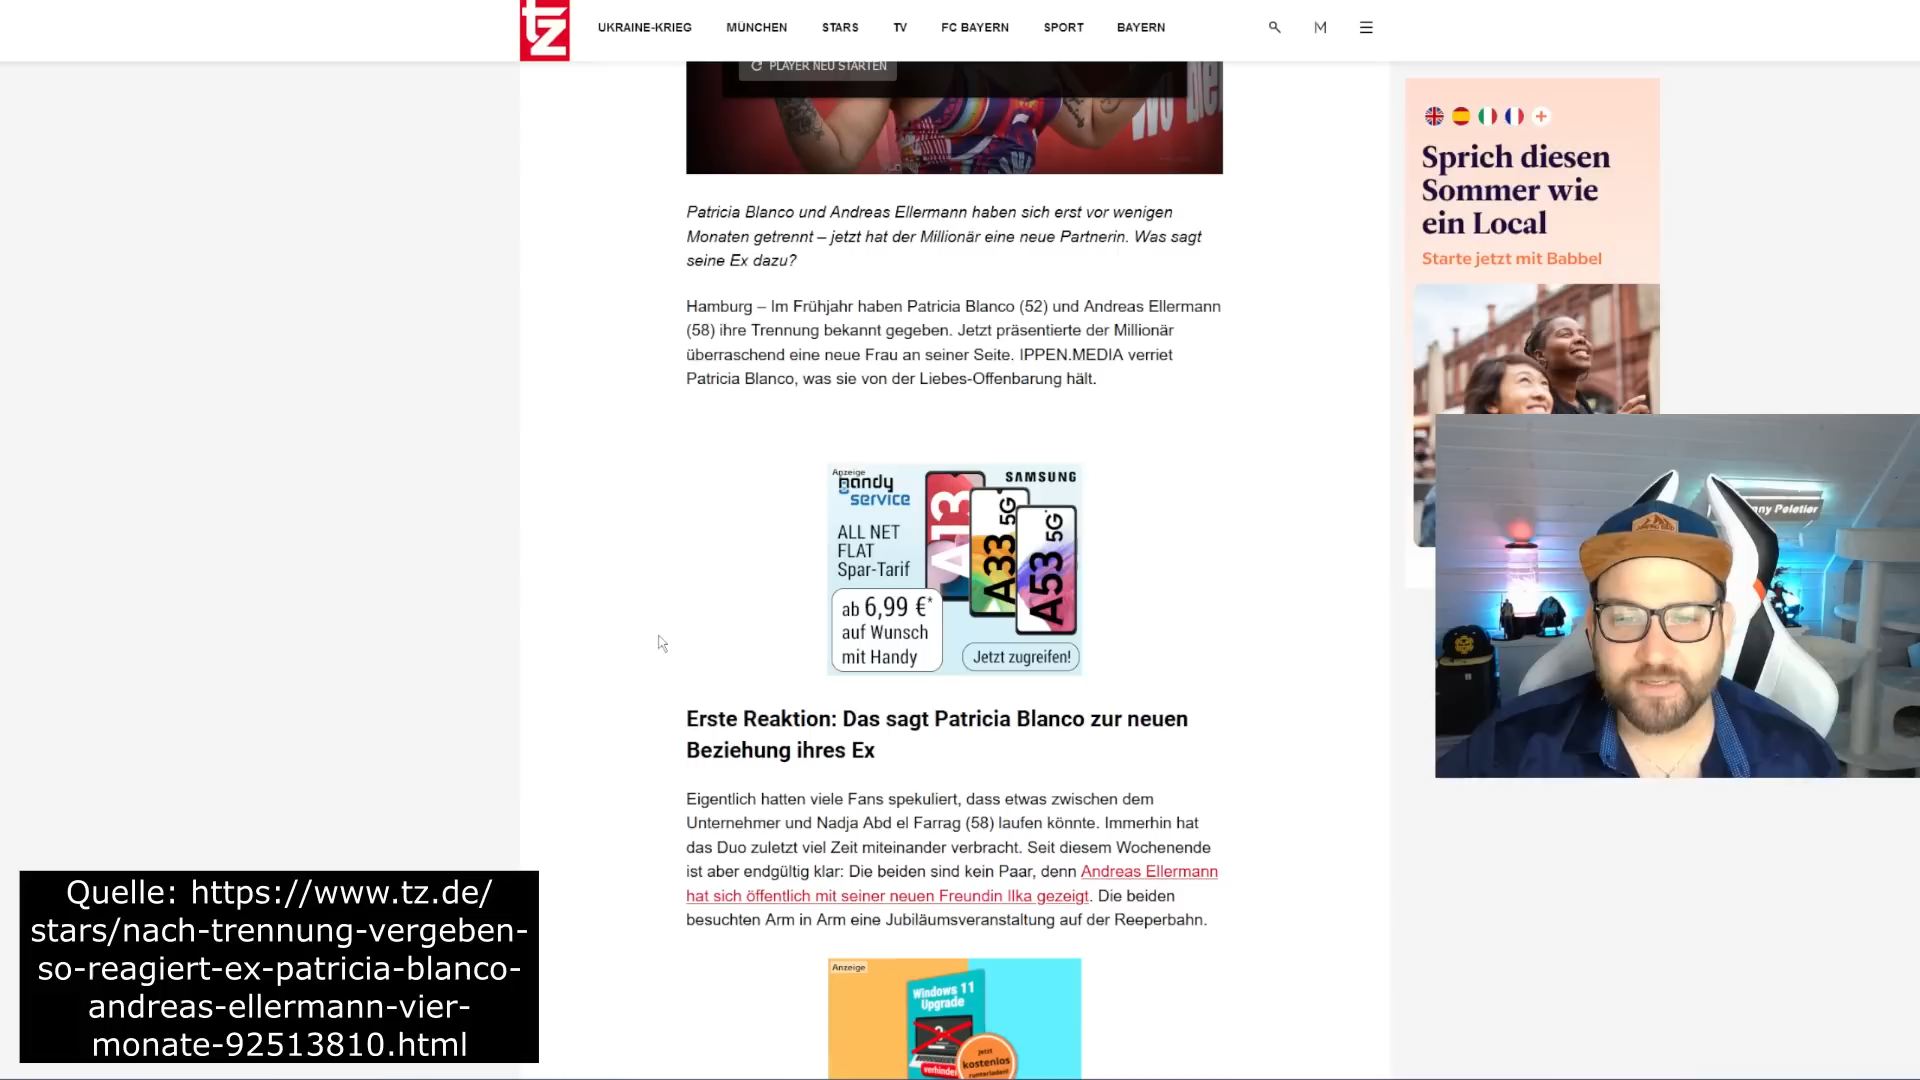 tz
UKRAINE-KRIEG
MÜNCHEN
STARS
TV
FC BAYERN
SPORT
BAYERN
M
PLAYER NEU STARTEN
Patricia Blanco und Andreas Ellermann haben sich erst vor wenigen
Monaten getrennt – jetzt hat der Millionär eine neue Partnerin. Was sagt
seine Ex dazu?
Hamburg – Im Frühjahr haben Patricia Blanco (52) und Andreas Ellermann
(58) ihre Trennung bekannt gegeben. Jetzt präsentierte der Millionär
überraschend eine neue Frau an seiner Seite. IPPEN.MEDIA verriet
Patricia Blanco, was sie von der Liebes-Offenbarung hält.
Anzeige
handy
service
SAMSUNG
ALL NET
FLAT
Spar-Tarif
ab 6,99 €*
auf Wunsch
mit Handy
A13
A33 5G
A53 5G
Jetzt zugreifen!
Erste Reaktion: Das sagt Patricia Blanco zur neuen
Beziehung ihres Ex
Eigentlich hatten viele Fans spekuliert, dass etwas zwischen dem
Unternehmer und Nadja Abd el Farrag (58) laufen könnte. Immerhin hat
das Duo zuletzt viel Zeit miteinander verbracht. Seit diesem Wochenende
ist aber endgültig klar: Die beiden sind kein Paar, denn Andreas Ellermann
hat sich öffentlich mit seiner neuen Freundin Ilka gezeigt. Die beiden
besuchten Arm in Arm eine Jubiläumsveranstaltung auf der Reeperbahn.
Anzeige
Windows 11
Upgrade
?
jetzt
kostenlos
runterladen!
Sprich diesen
Sommer wie
ein Local
Starte jetzt mit Babbel
Peletier
Quelle: https://www.tz.de/
stars/nach-trennung-vergeben-
so-reagiert-ex-patricia-blanco-
andreas-ellermann-vier-
monate-92513810.html